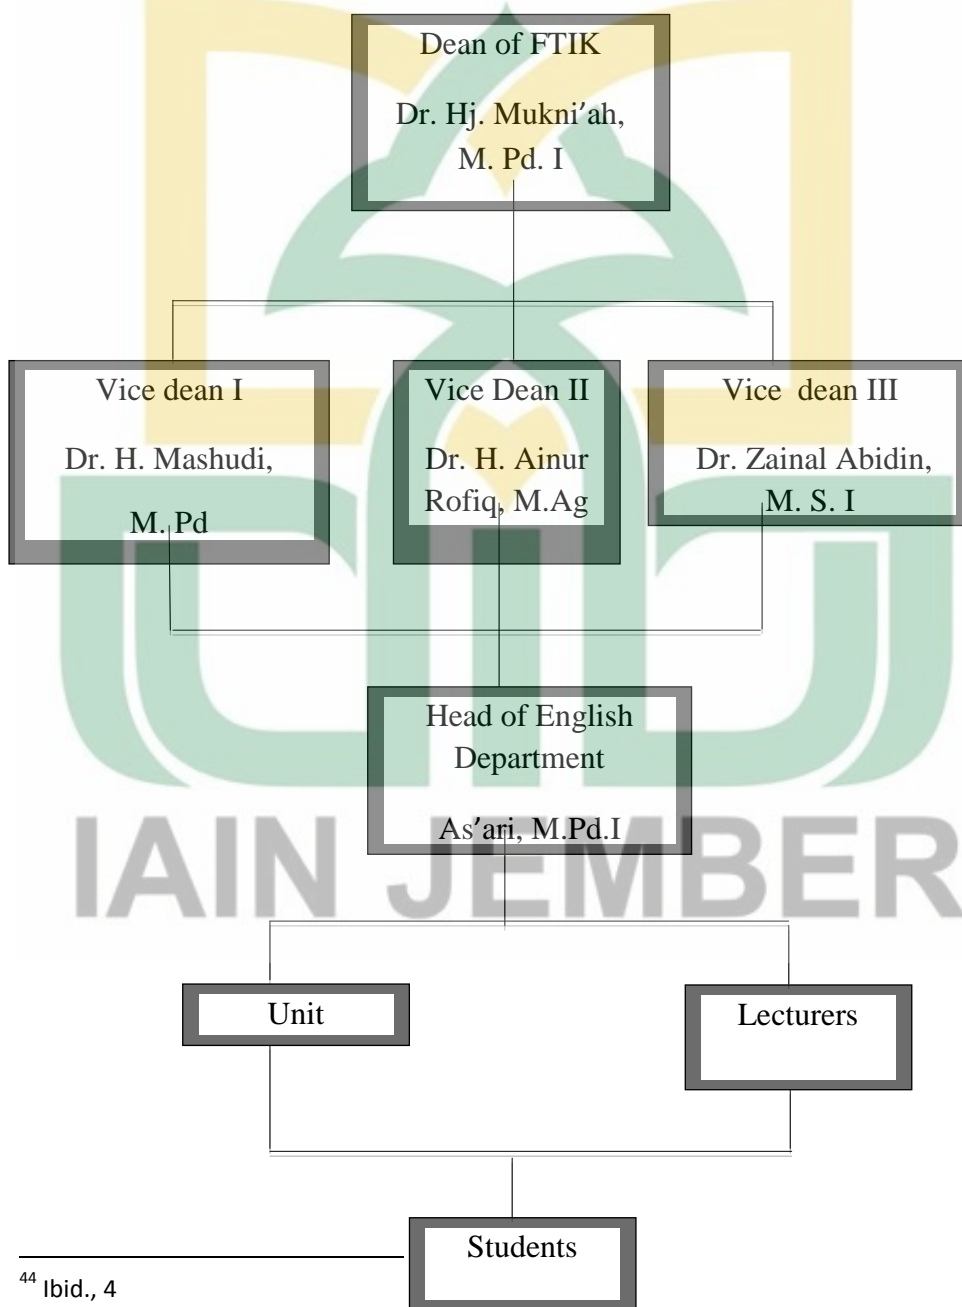 Dean of FTIK
Dr. Hj. Mukni’ah,
M. Pd. I
Vice dean I
Dr. H. Mashudi,
M. Pd
Vice Dean II
Dr. H. Ainur
Rofiq, M.Ag
Vice dean III
Dr. Zainal Abidin,
M. S. I
Head of English
Department
As’ari, M.Pd.I
IAIN JEMBER
Unit
Lecturers
Students
44 Ibid., 4